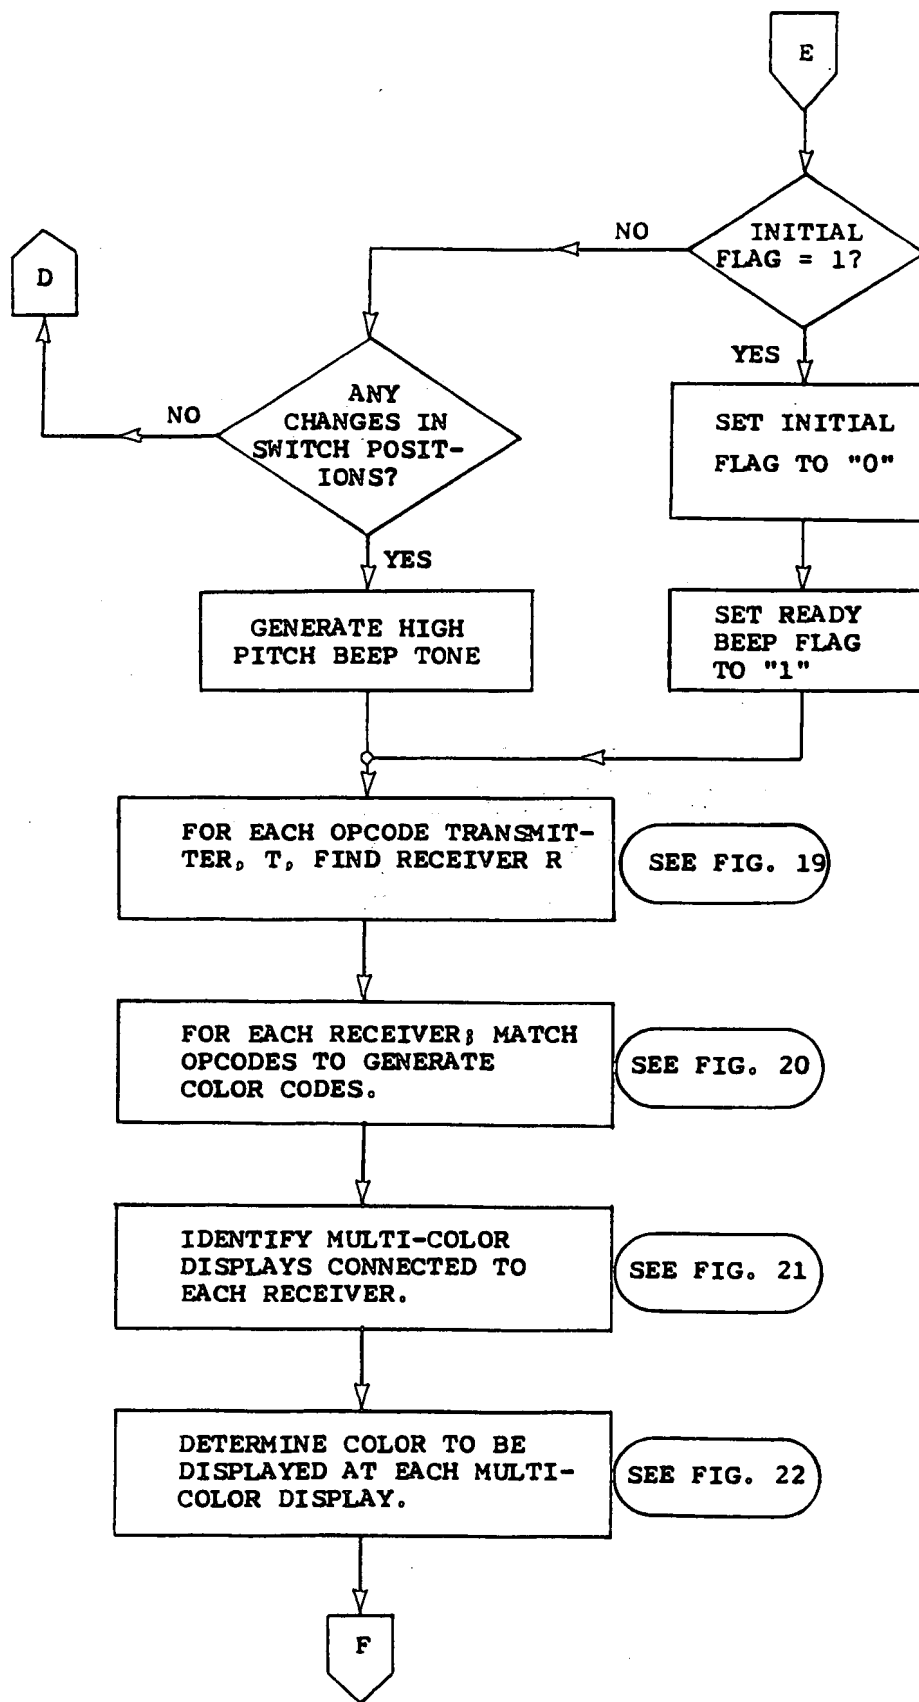 E
INITIAL
FLAG = 1?
NO
D
YES
ANY
CHANGES IN
SWITCH POSIT-
IONS?
NO
SET INITIAL
FLAG TO "0"
YES
GENERATE HIGH
PITCH BEEP TONE
SET READY
BEEP FLAG
TO "1"
FOR EACH OPCODE TRANSMIT-
TER, T, FIND RECEIVER R
SEE FIG. 19
FOR EACH RECEIVER; MATCH
OPCODES TO GENERATE
COLOR CODES.
SEE FIG. 20
IDENTIFY MULTI-COLOR
DISPLAYS CONNECTED TO
EACH RECEIVER.
SEE FIG. 21
DETERMINE COLOR TO BE
DISPLAYED AT EACH MULTI-
COLOR DISPLAY.
SEE FIG. 22
F